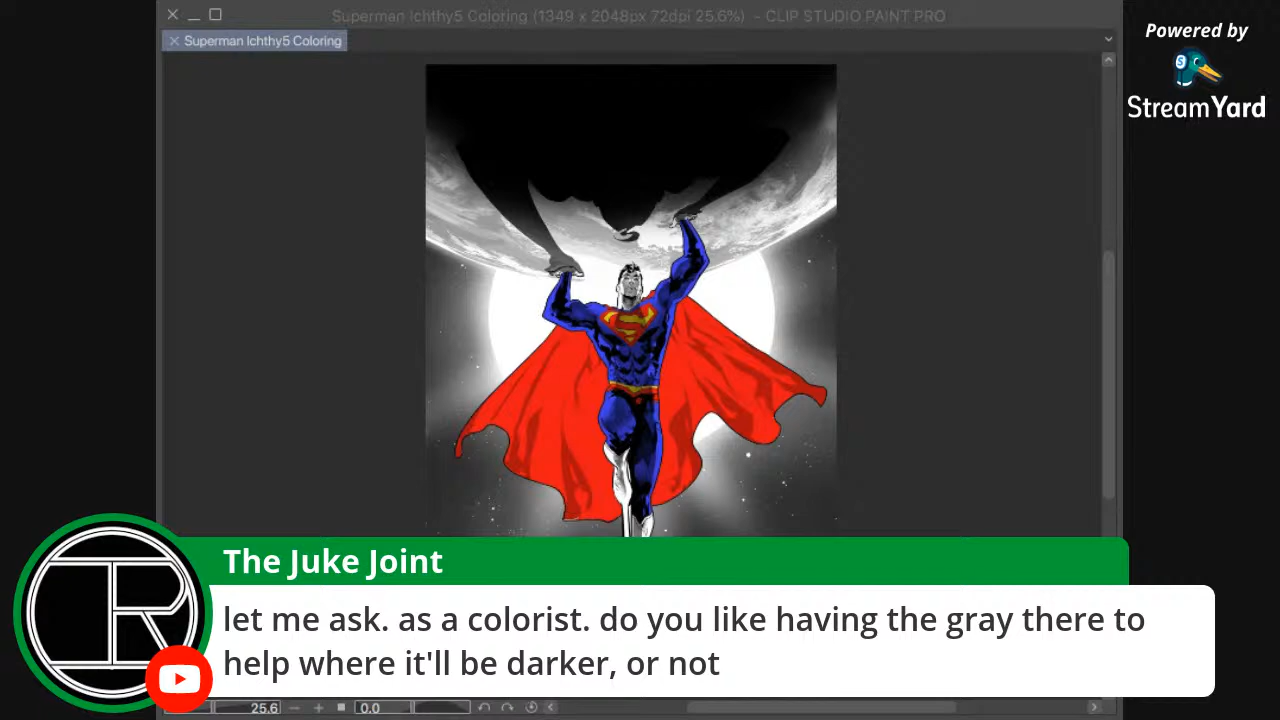 Superman Ichthy5 Coloring (1349 x 2048px 72dpi 25.6%) - CLIP STUDIO PAINT PRO
Superman Ichthy5 Coloring
Powered by
S
StreamYard
S
The Juke Joint
let me ask. as a colorist. do you like having the gray there to
help where it'll be darker, or not
25.6
0.0